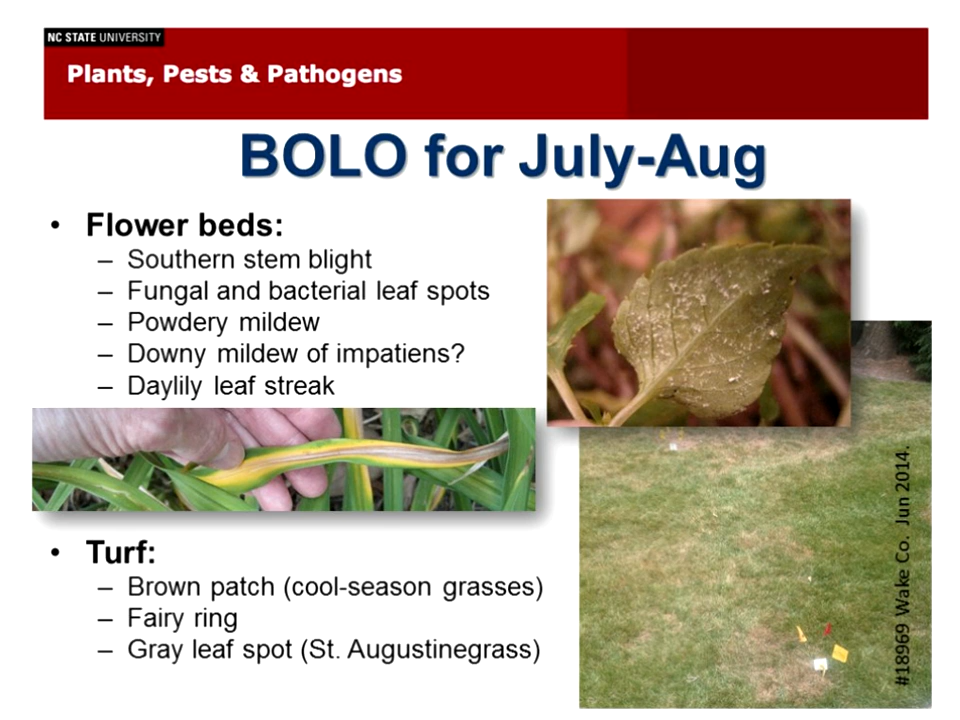 NC STATE UNIVERSITY
Plants, Pests & Pathogens
BOLO for July-Aug
• Flower beds:
– Southern stem blight
– Fungal and bacterial leaf spots
– Powdery mildew
– Downy mildew of impatiens?
– Daylily leaf streak
• Turf:
– Brown patch (cool-season grasses)
– Fairy ring
– Gray leaf spot (St. Augustinegrass)
#18969 Wake Co. Jun 2014.